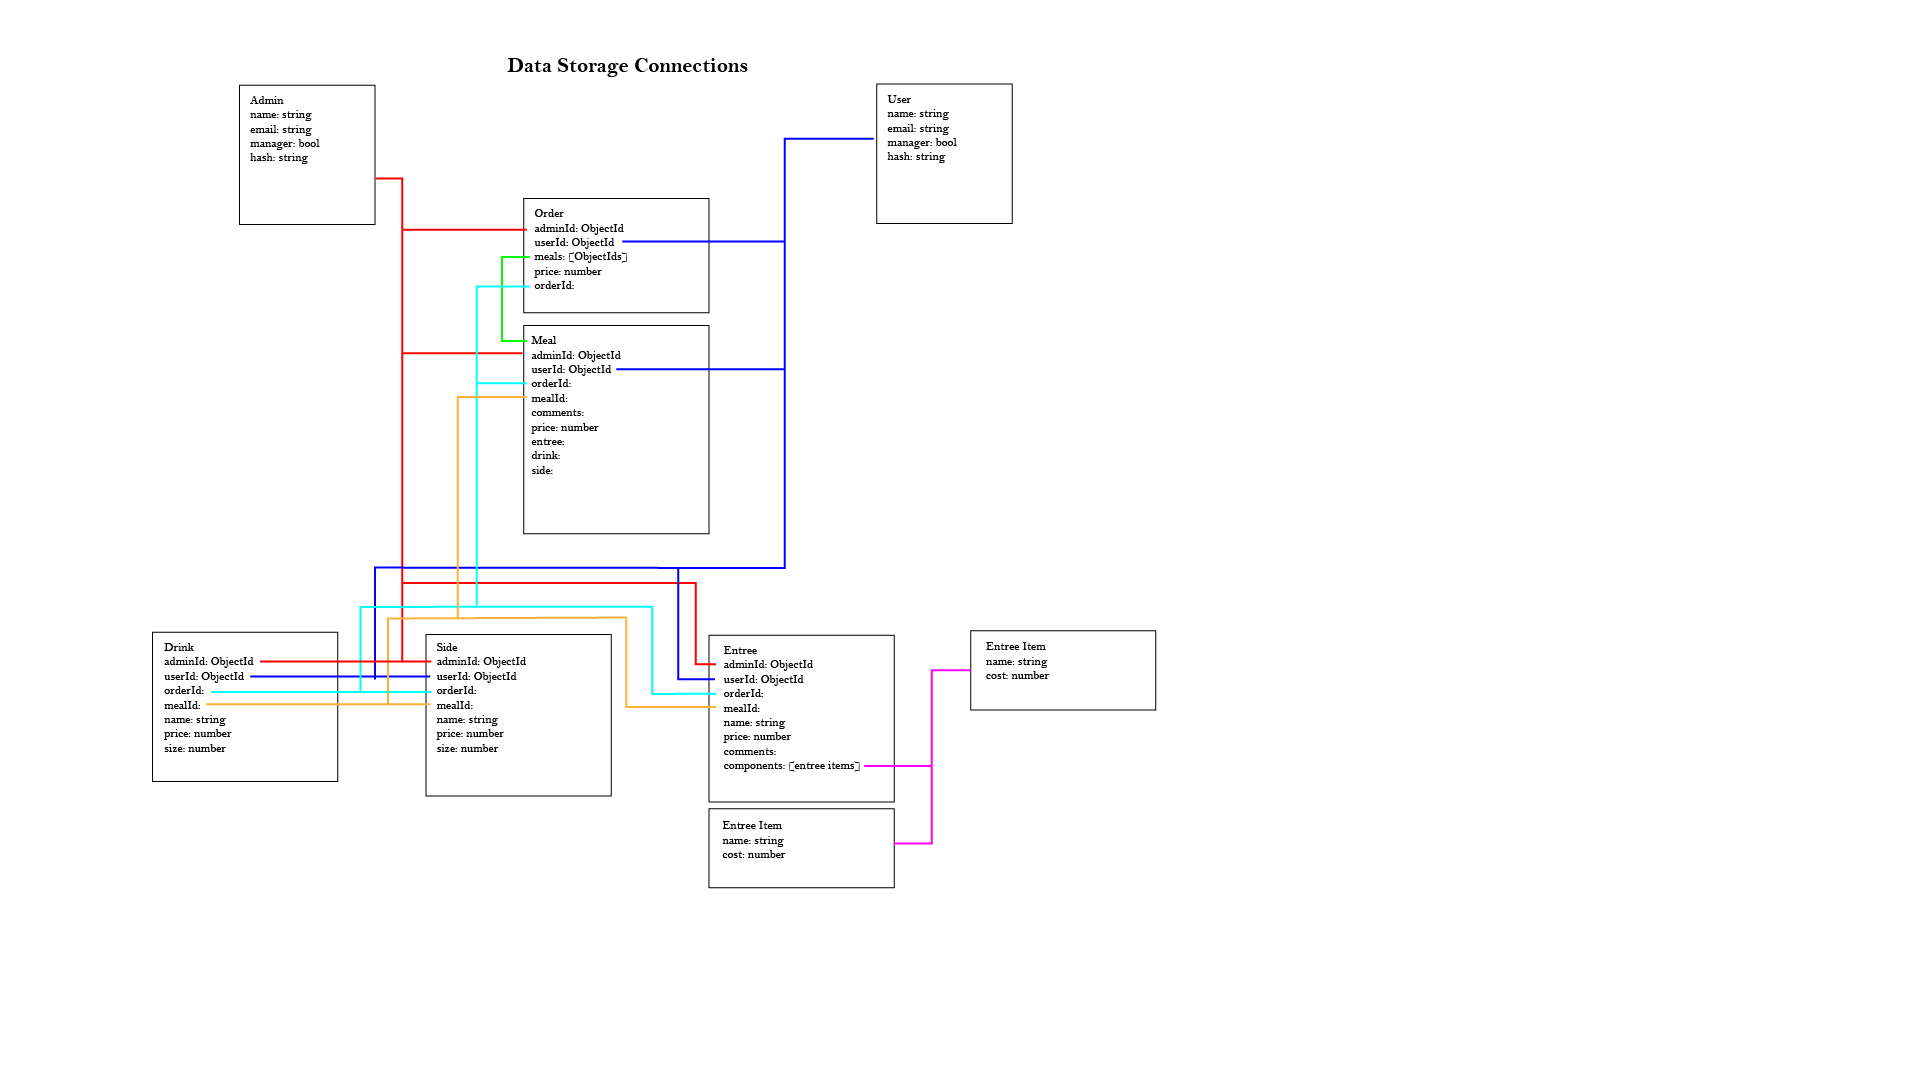 Data Storage Connections
Admin
name: string
email: string
manager: bool
hash: string
User
name: string
email: string
manager: bool
hash: string
Order
adminId: ObjectId
userId: ObjectId
meals: [ObjectIds]
price: number
orderId:
Meal
adminId: ObjectId
userId: ObjectId
orderId:
mealId:
comments:
price: number
entree:
drink:
side:
Drink
adminId: ObjectId
userId: ObjectId
orderId:
mealId:
name: string
price: number
size: number
Side
adminId: ObjectId
userId: ObjectId
orderId:
mealId:
name: string
price: number
size: number
Entree
adminId: ObjectId
userId: ObjectId
orderId:
mealId:
name: string
price: number
comments:
components: [entree items]
Entree Item
name: string
cost: number
Entree Item
name: string
cost: number